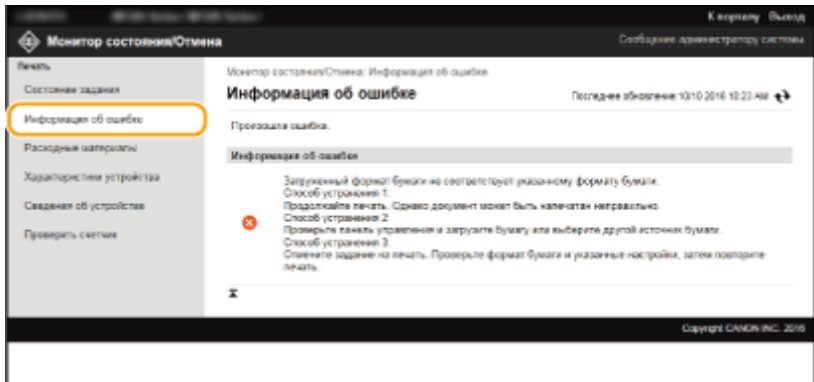 К порталу Выход
Монитор состояния/Отмена
Сообщение администратору системы
Печать
Состояние задания
Информация об ошибке
Расходные материалы
Характеристики устройства
Сведения об устройстве
Проверить счетчик
Монитор состояния/Отмена: Информация об ошибке
Информация об ошибке
Последнее обновление: 10/10 2016 10:23 AM
Произошла ошибка.
Информация об ошибке
Загруженный формат бумаги не соответствует указанному формату бумаги.
Способ устранения 1:
Продолжайте печать. Однако документ может быть напечатан неправильно.
Способ устранения 2:
Проверьте панель управления и загрузите бумагу или выберите другой источник бумаги.
Способ устранения 3:
Отмените задание на печать. Проверьте формат бумаги и указанные настройки, затем повторите
печать.
Copyright CANON INC. 2016